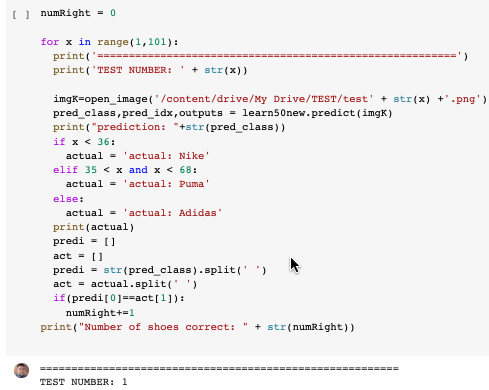 [ ] numRight = 0
for x in range(1,101):
print('=========================================================')
print('TEST NUMBER: ' + str(x))
imgK=open_image('/content/drive/My Drive/TEST/test' + str(x) +'.png')
pred_class,pred_idx,outputs = learn50new.predict(imgK)
print("prediction: "+str(pred_class))
if x < 36:
actual = 'actual: Nike'
elif 35 < x and x < 68:
actual = 'actual: Puma'
else:
actual = 'actual: Adidas'
print(actual)
predi = []
act = []
predi = str(pred_class).split(' ')
act = actual.split(' ')
if(predi[0]==act[1]):
numRight+=1
print("Number of shoes correct: " + str(numRight))
=========================================================
TEST NUMBER: 1